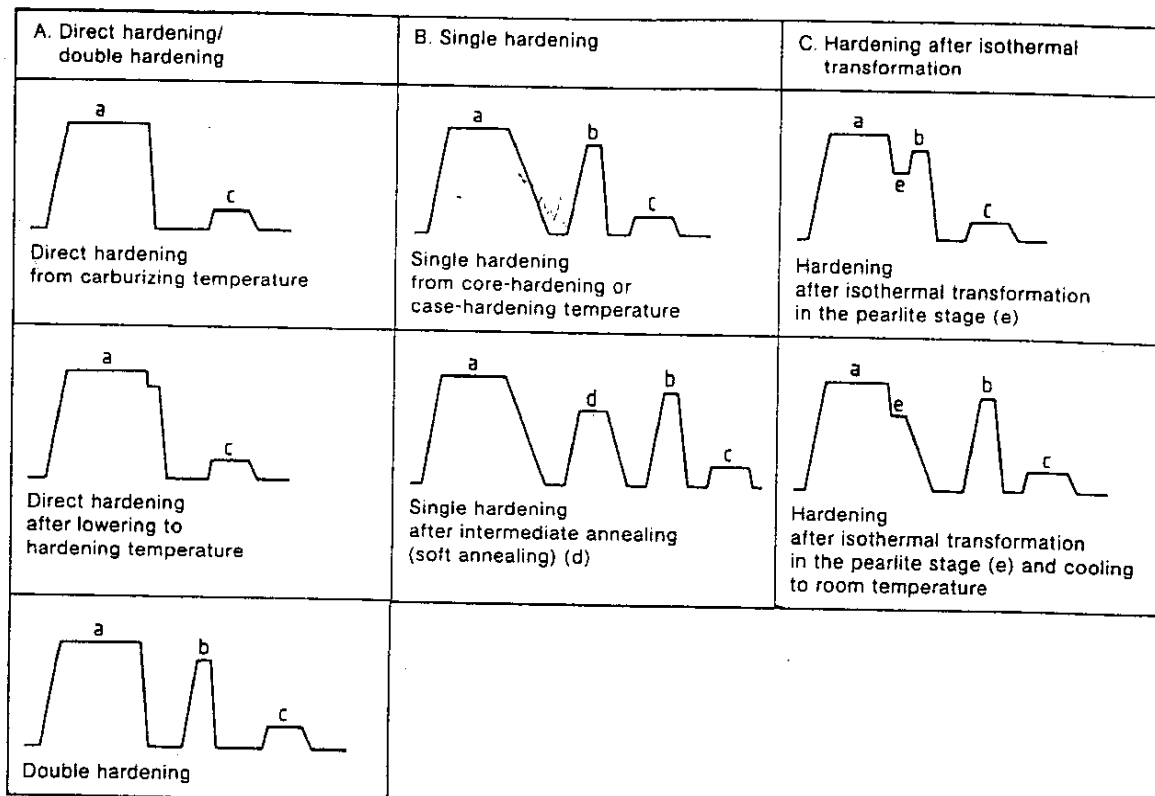 A. Direct hardening/
double hardening
B. Single hardening
C. Hardening after isothermal
transformation
a
c
Direct hardening
from carburizing temperature
a
b
c
Single hardening
from core-hardening or
case-hardening temperature
a
b
e
c
Hardening
after isothermal transformation
in the pearlite stage (e)
a
c
Direct hardening
after lowering to
hardening temperature
a
d
b
c
Single hardening
after intermediate annealing
(soft annealing) (d)
a
e
b
c
Hardening
after isothermal transformation
in the pearlite stage (e) and cooling
to room temperature
a
b
c
Double hardening